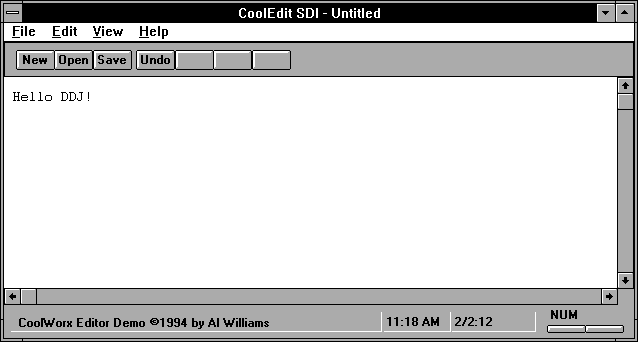 CoolEdit SDI - Untitled
File Edit View Help
New Open Save Undo
Hello DDJ!
CoolWorx Editor Demo ©1994 by Al Williams 11:18 AM 2/2:12 NUM